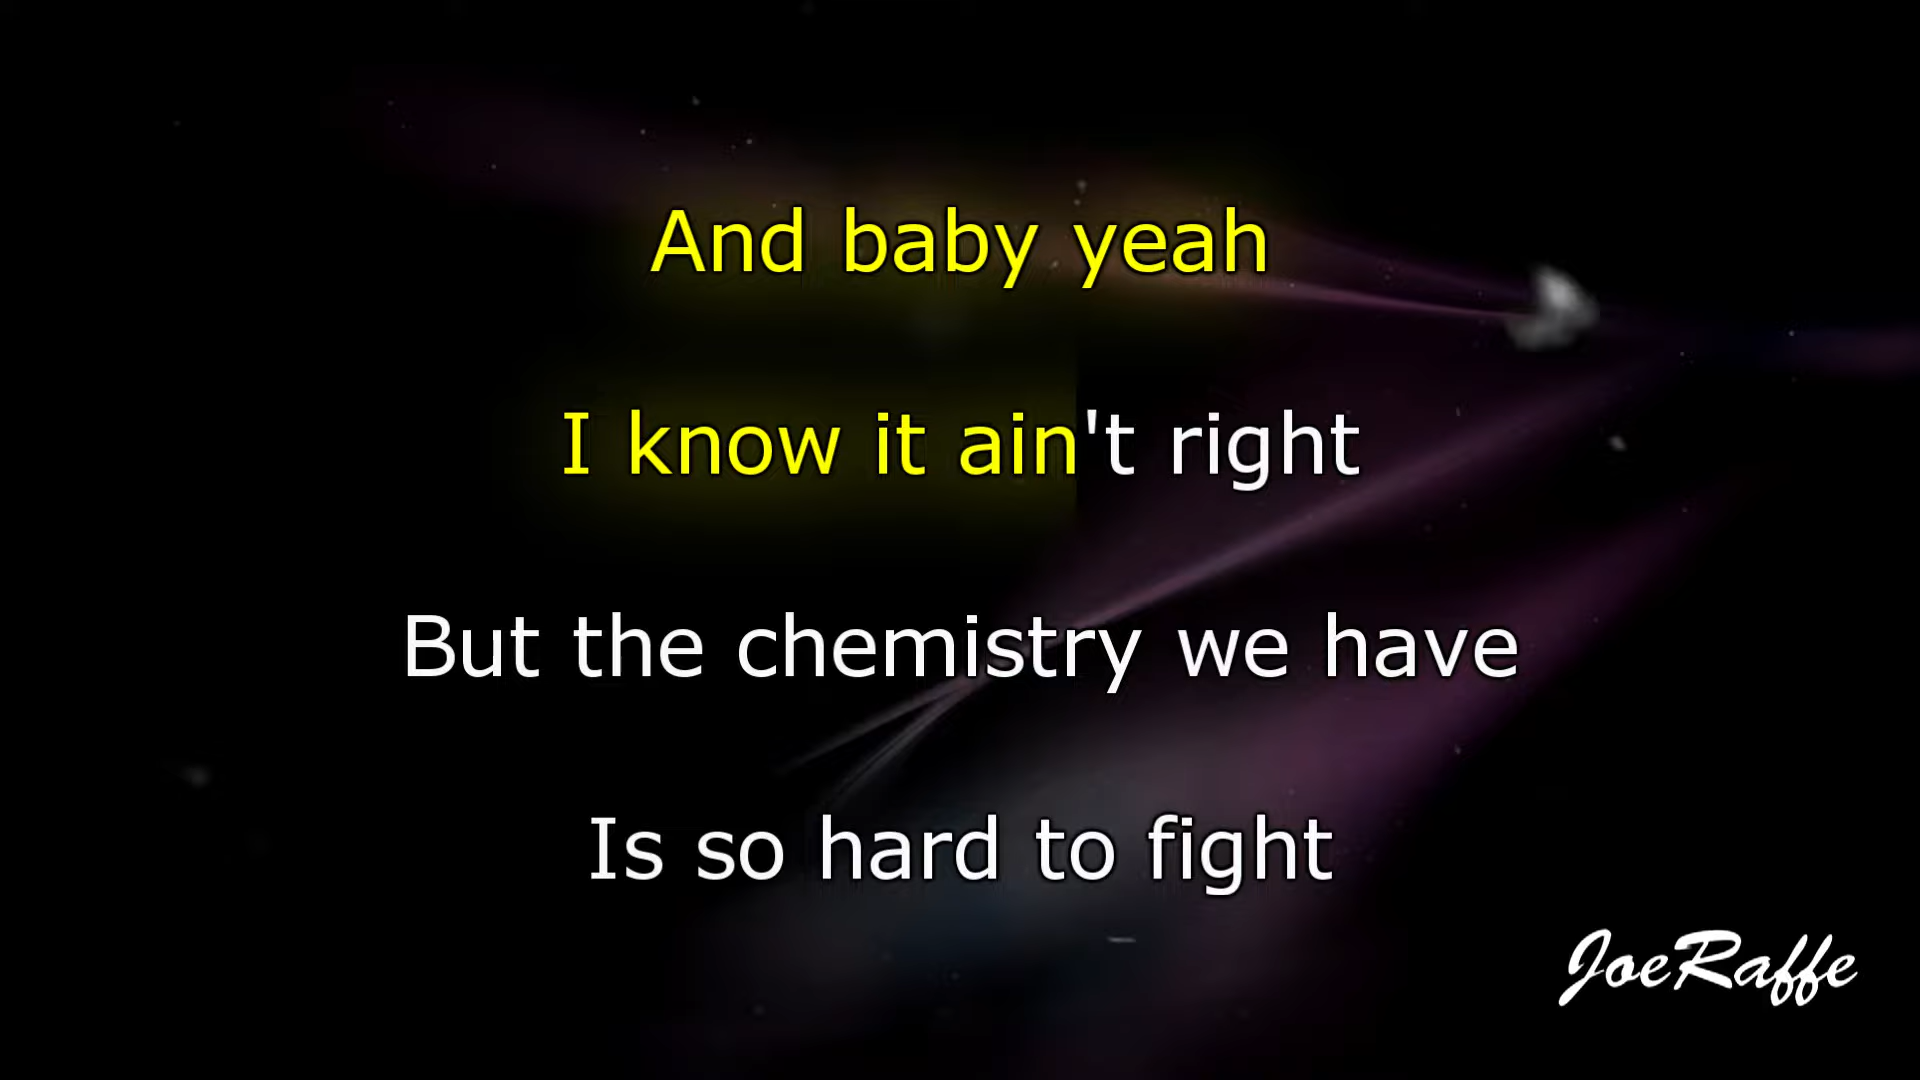 And baby yeah
I know it ain't right
But the chemistry we have
Is so hard to fight
JoeRaffe